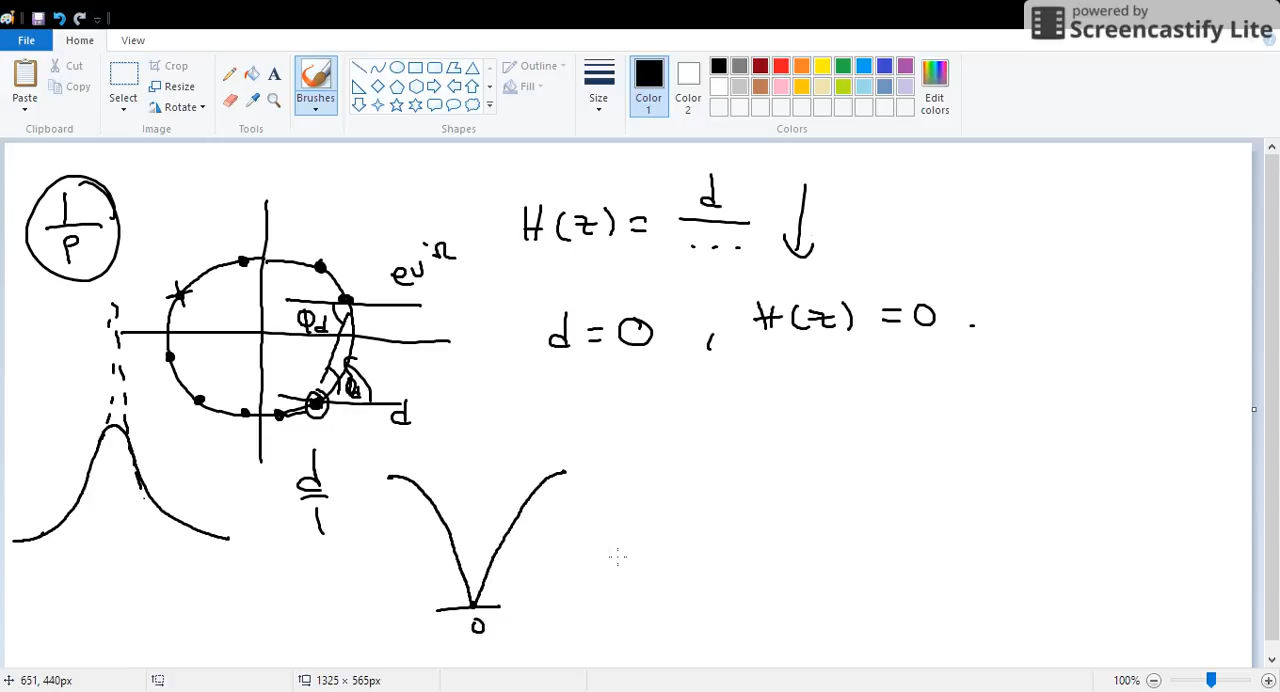 powered by
Screencastify Lite
File
Home
View
Paste
Cut
Copy
Clipboard
Select
Crop
Resize
Rotate
Image
Tools
Brushes
Shapes
Outline
Fill
Size
Color 1
Color 2
Edit colors
Colors
1/P
H(z) = d/...
e^jΩ
φd
d = 0 , H(z) = 0 .
d
d/1
0
651, 440px
1325 × 565px
100%